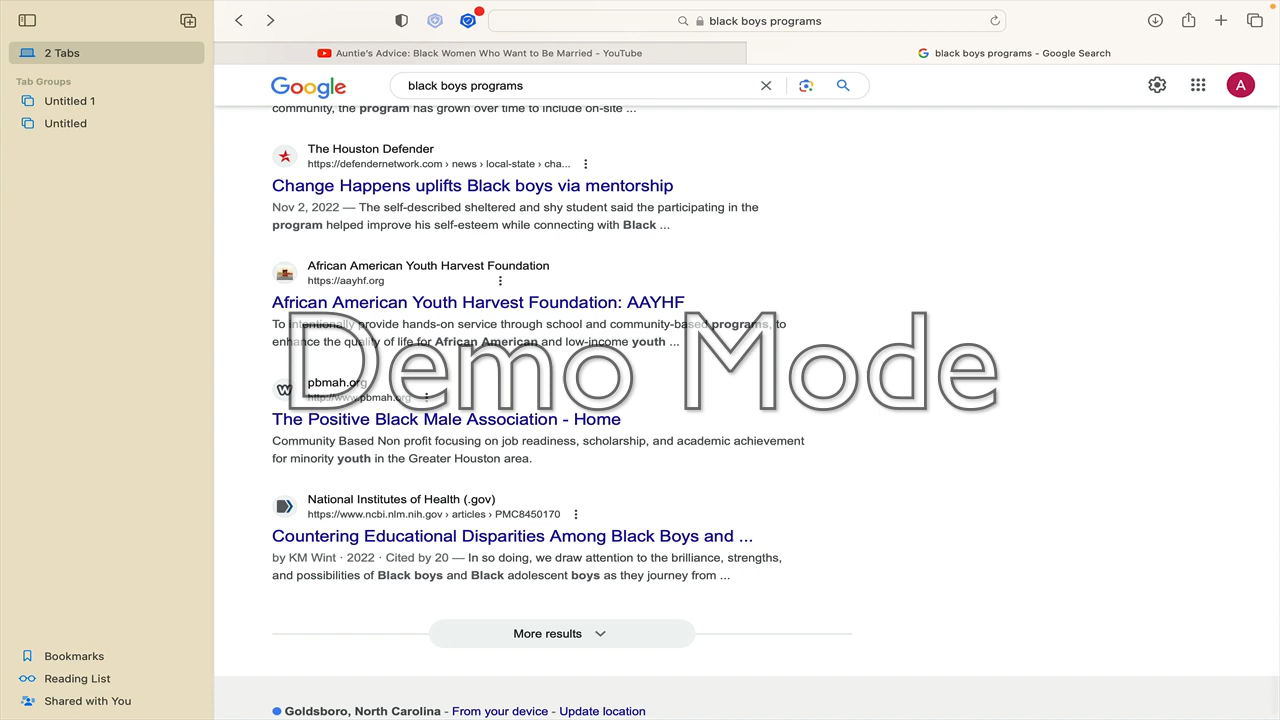 black boys programs
2 Tabs
Auntie's Advice: Black Women Who Want to Be Married - YouTube
black boys programs - Google Search
Tab Groups
Untitled 1
Untitled
Google
black boys programs
A
community, the program has grown over time to include on-site ...
The Houston Defender
https://defendernetwork.com › news › local-state › cha...
Change Happens uplifts Black boys via mentorship
Nov 2, 2022 — The self-described sheltered and shy student said the participating in the
program helped improve his self-esteem while connecting with Black ...
African American Youth Harvest Foundation
https://aayhf.org
African American Youth Harvest Foundation: AAYHF
To intentionally provide hands-on service through school and community-based programs, to
enhance the quality of life for African American and low-income youth ...
Demo Mode
pbmah.org
http://www.pbmah.org
The Positive Black Male Association - Home
Community Based Non profit focusing on job readiness, scholarship, and academic achievement
for minority youth in the Greater Houston area.
National Institutes of Health (.gov)
https://www.ncbi.nlm.nih.gov › articles › PMC8450170
Countering Educational Disparities Among Black Boys and ...
by KM Wint · 2022 · Cited by 20 — In so doing, we draw attention to the brilliance, strengths,
and possibilities of Black boys and Black adolescent boys as they journey from ...
More results
Bookmarks
Reading List
Shared with You
Goldsboro, North Carolina - From your device - Update location